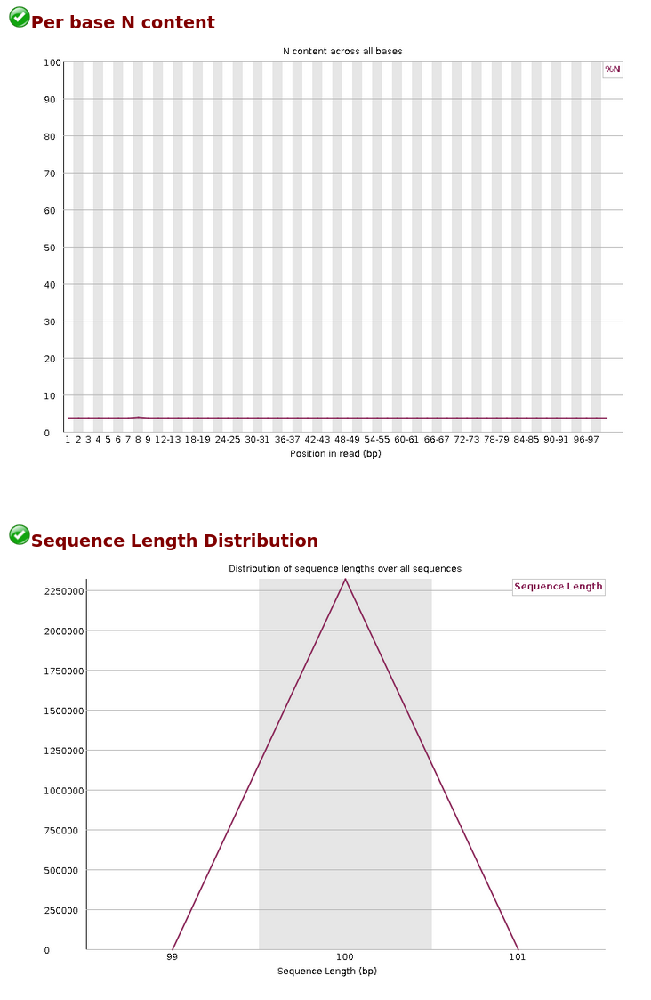 Per base N content
N content across all bases
%N
100
90
80
70
60
50
40
30
20
10
0
1 2 3 4 5 6 7 8 9 12-13 18-19 24-25 30-31 36-37 42-43 48-49 54-55 60-61 66-67 72-73 78-79 84-85 90-91 96-97
Position in read (bp)
Sequence Length Distribution
Distribution of sequence lengths over all sequences
Sequence Length
2250000
2000000
1750000
1500000
1250000
1000000
750000
500000
250000
0
99 100 101
Sequence Length (bp)